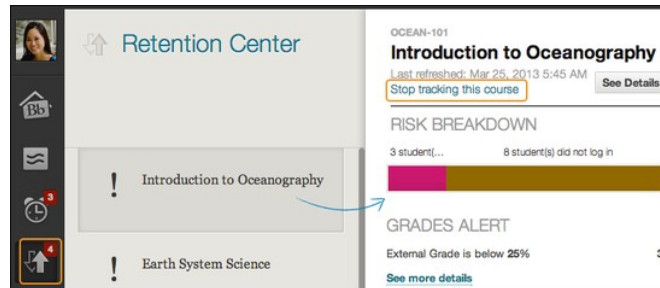 Retention Center
OCEAN-101
Introduction to Oceanography
Last refreshed: Mar 25, 2013 5:45 AM
Stop tracking this course
See Details
RISK BREAKDOWN
3 student(... 8 student(s) did not log in
! Introduction to Oceanography
GRADES ALERT
External Grade is below 25% 3
See more details
! Earth System Science
Bb
3
4